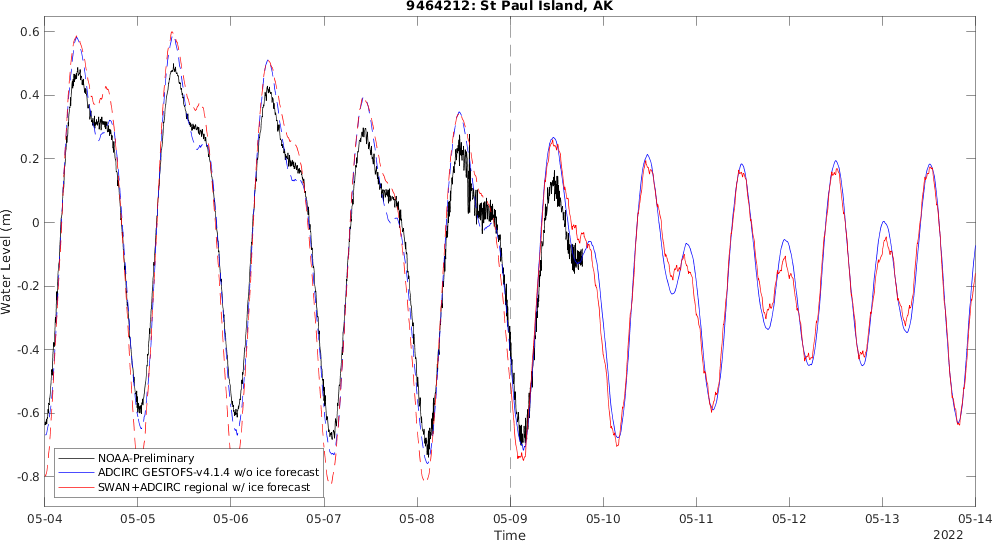 9464212: St Paul Island, AK
Water Level (m)
0.6
0.4
0.2
0
-0.2
-0.4
-0.6
-0.8
NOAA-Preliminary
ADCIRC GESTOFS-v4.1.4 w/o ice forecast
SWAN+ADCIRC regional w/ ice forecast
05-04 05-05 05-06 05-07 05-08 05-09 05-10 05-11 05-12 05-13 05-14
Time
2022